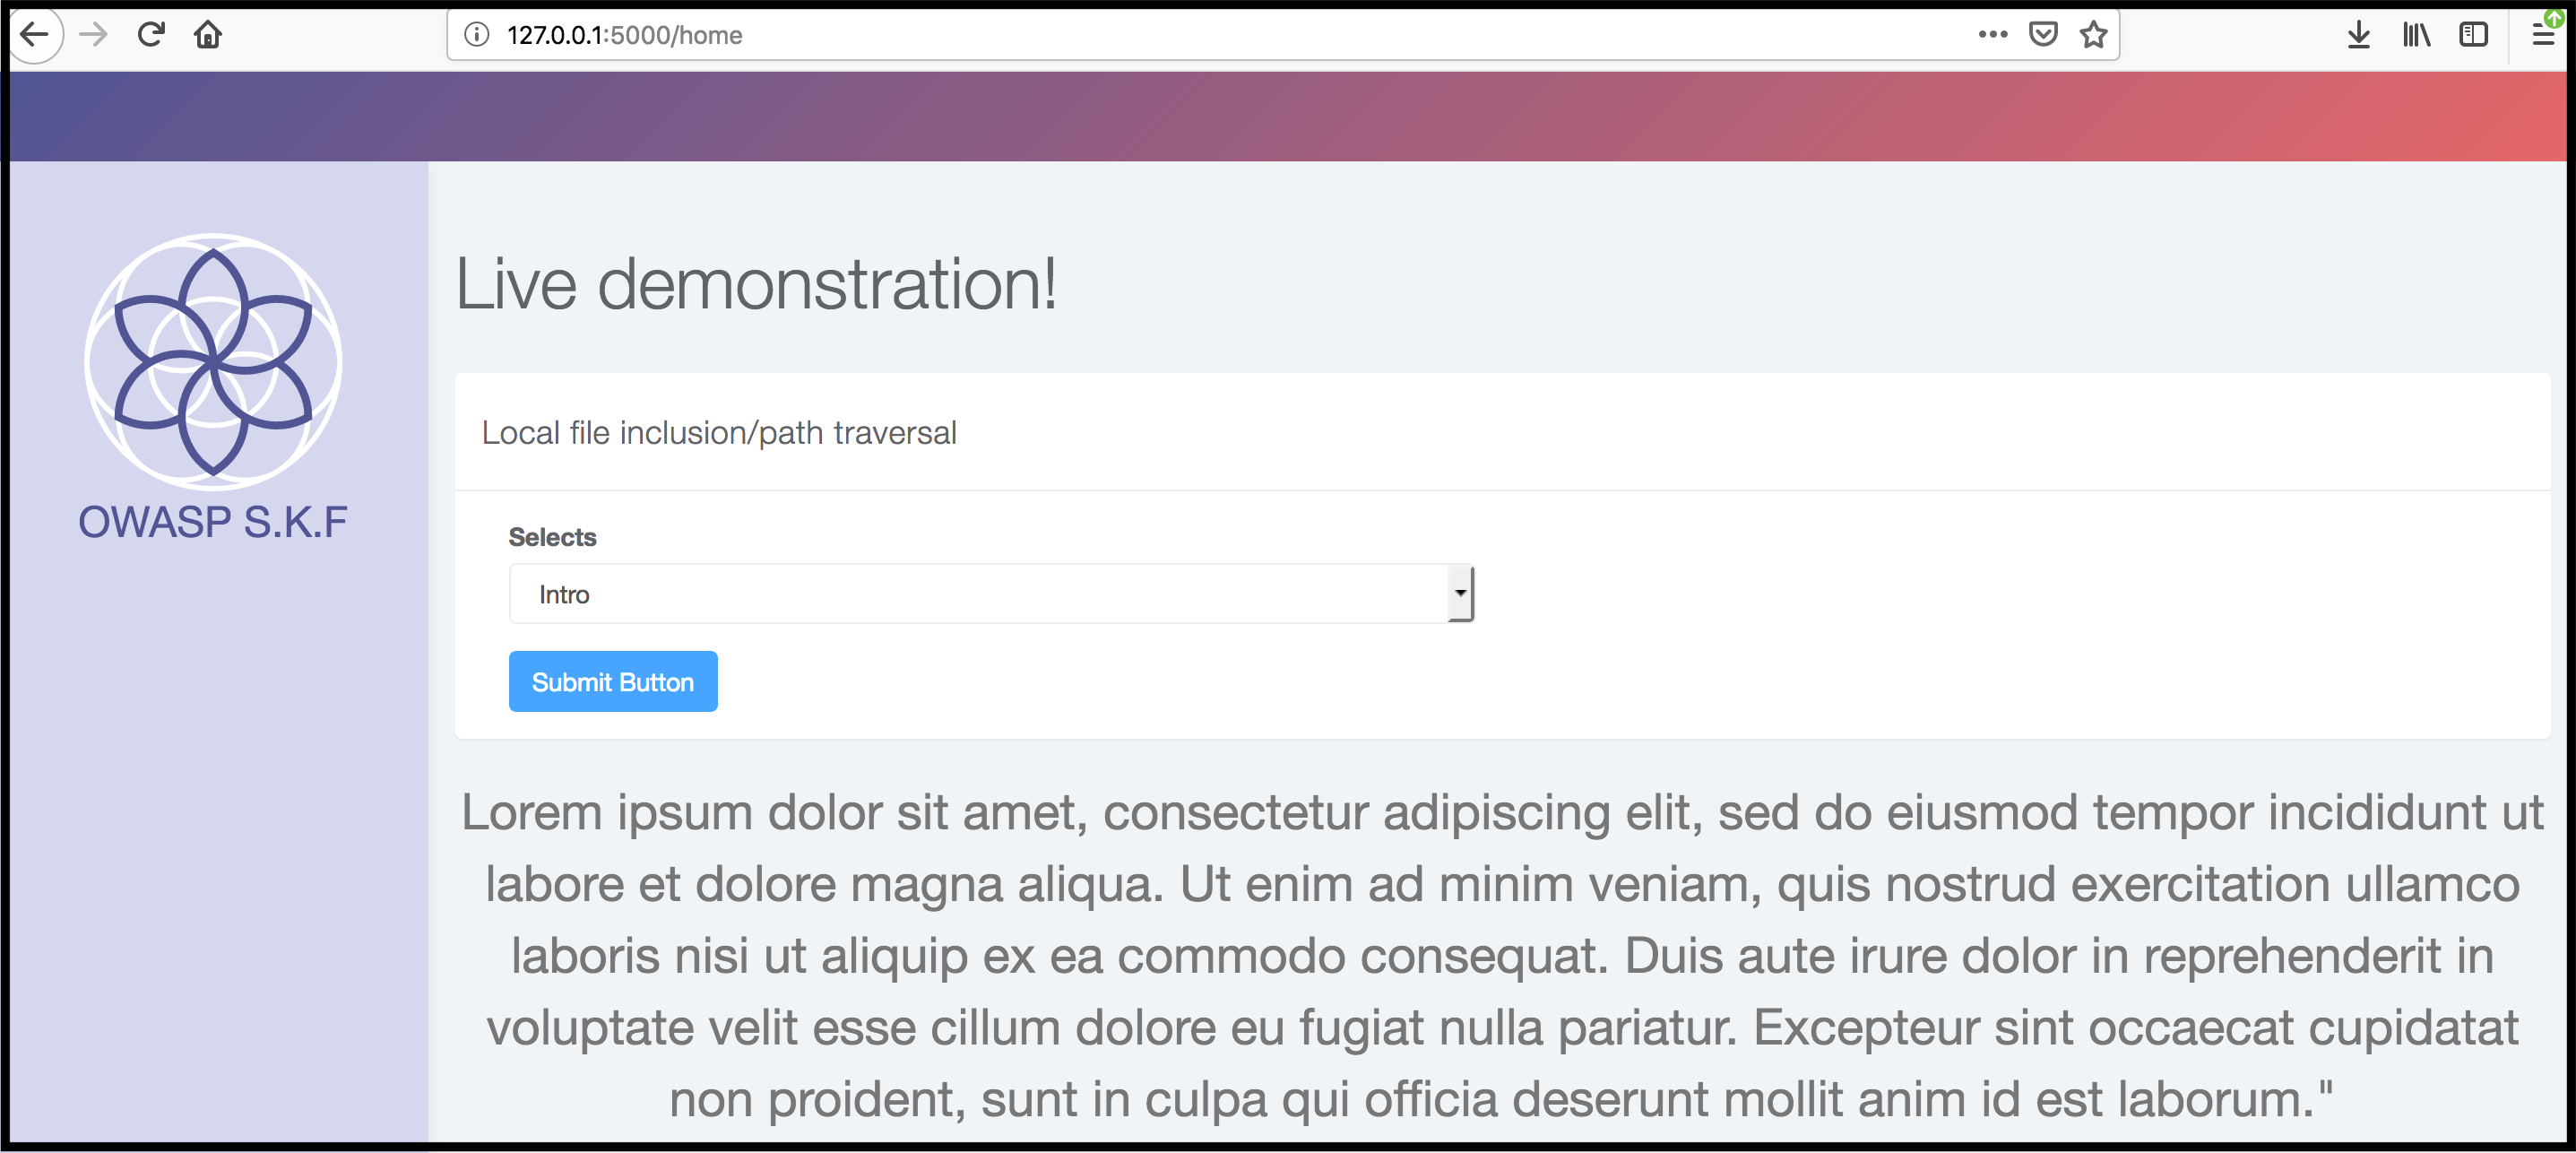 127.0.0.1:5000/home
Live demonstration!
Local file inclusion/path traversal
OWASP S.K.F
Selects
Intro
Submit Button
Lorem ipsum dolor sit amet, consectetur adipiscing elit, sed do eiusmod tempor incididunt ut
labore et dolore magna aliqua. Ut enim ad minim veniam, quis nostrud exercitation ullamco
laboris nisi ut aliquip ex ea commodo consequat. Duis aute irure dolor in reprehenderit in
voluptate velit esse cillum dolore eu fugiat nulla pariatur. Excepteur sint occaecat cupidatat
non proident, sunt in culpa qui officia deserunt mollit anim id est laborum."